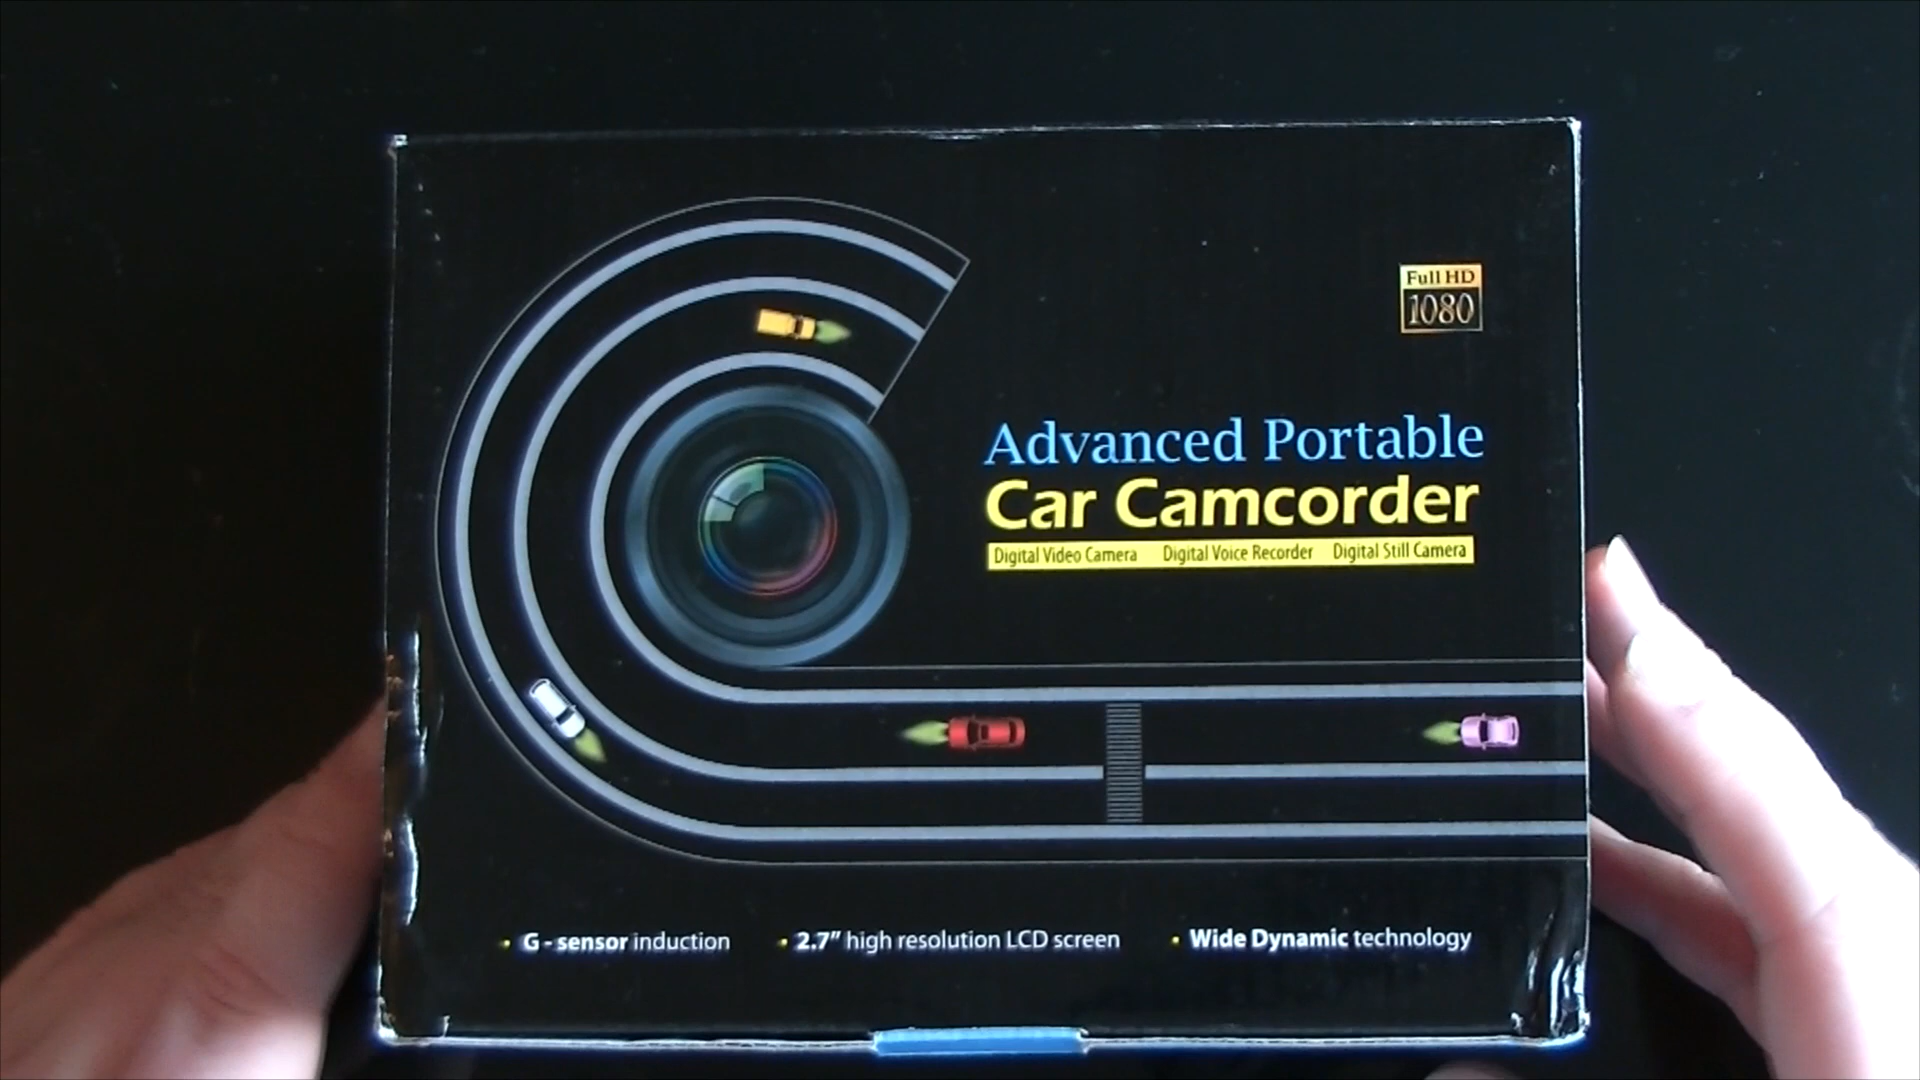 Full HD
1080
Advanced Portable
Car Camcorder
Digital Video Camera Digital Voice Recorder Digital Still Camera
• G - sensor induction • 2.7" high resolution LCD screen • Wide Dynamic technology